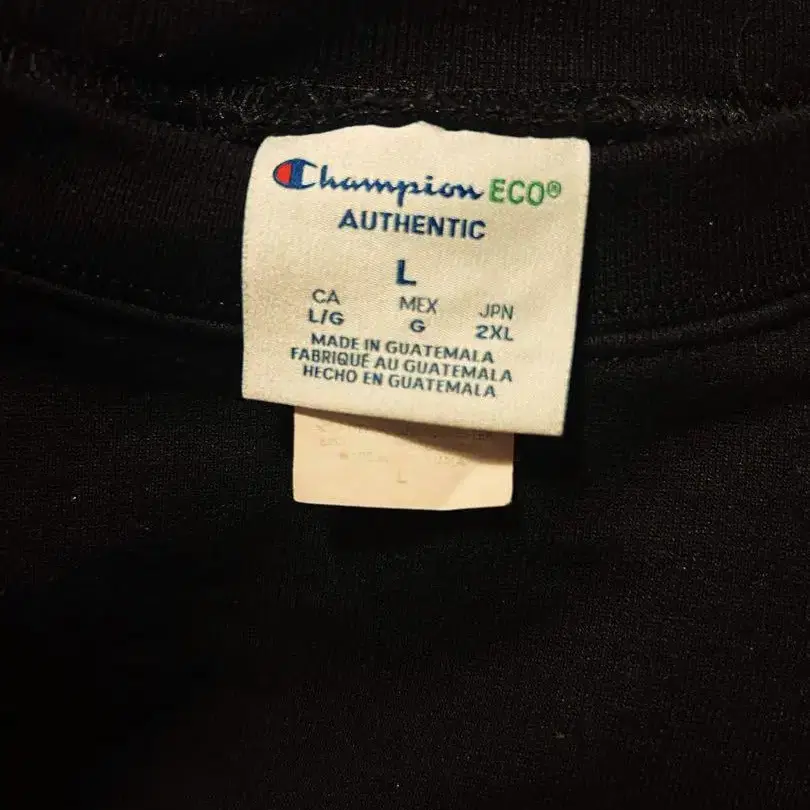 Champion ECO®
AUTHENTIC
L
CA MEX JPN
L/G G 2XL
MADE IN GUATEMALA
FABRIQUÉ AU GUATEMALA
HECHO EN GUATEMALA
L